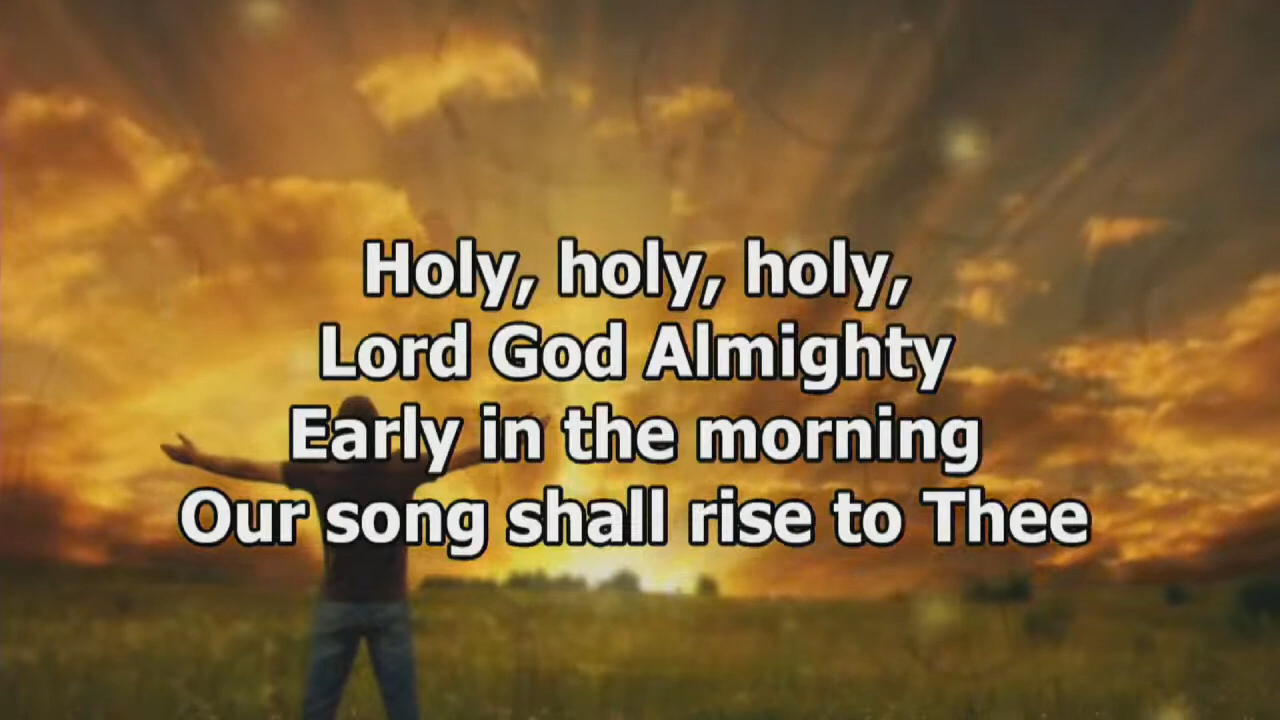 Holy, holy, holy,
Lord God Almighty
Early in the morning
Our song shall rise to Thee